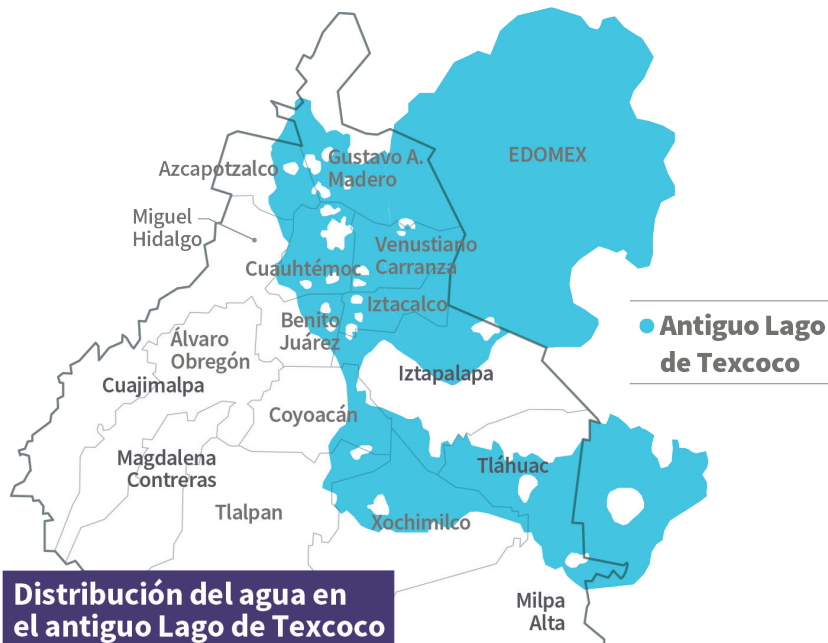 EDOMEX
Gustavo A.
Madero
Azcapotzalco
Miguel
Hidalgo
Venustiano
Carranza
Cuauhtémoc
Iztacalco
Benito
Juárez
Antiguo Lago
de Texcoco
Álvaro
Obregón
Iztapalapa
Cuajimalpa
Coyoacán
Magdalena
Contreras
Tláhuac
Tlalpan
Xochimilco
Milpa
Alta
Distribución del agua en
el antiguo Lago de Texcoco